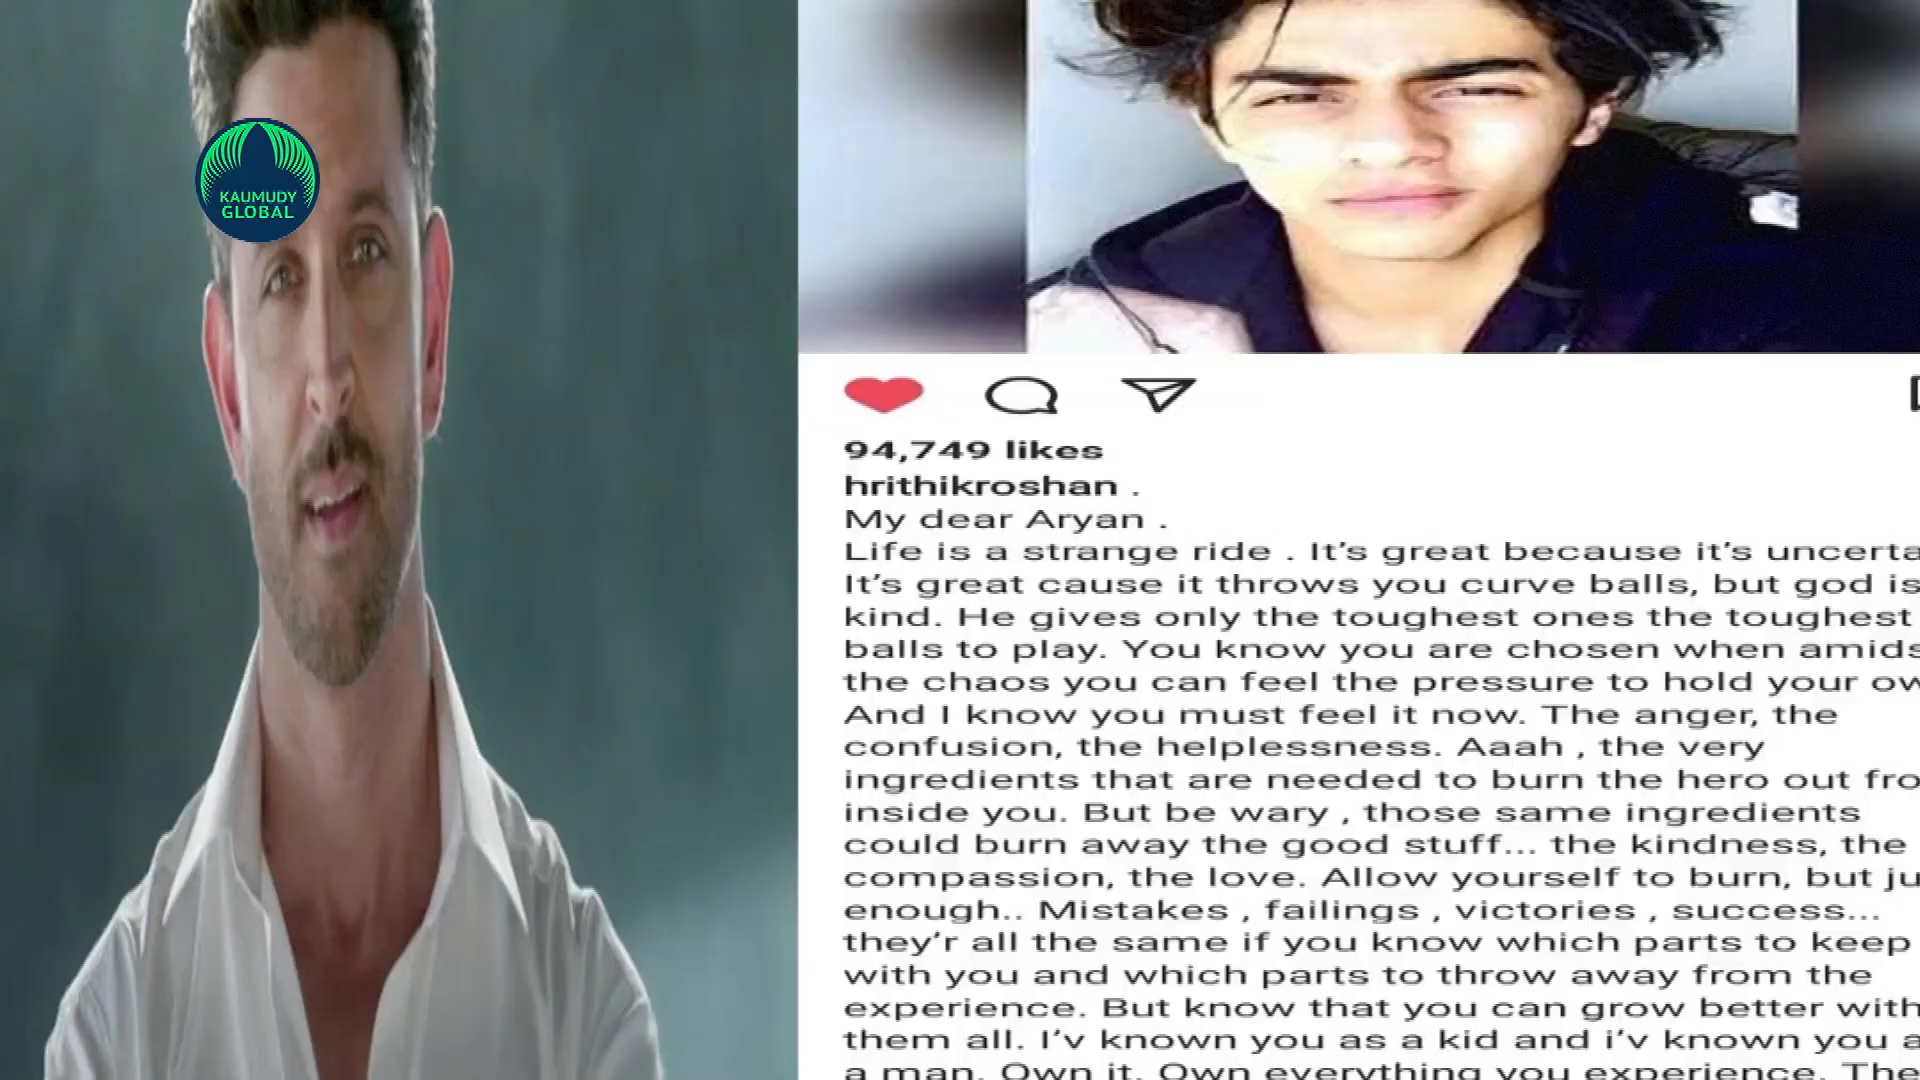 KAUMUDY
GLOBAL
94,749 likes
hrithikroshan .
My dear Aryan .
Life is a strange ride . It's great because it's uncerta
It's great cause it throws you curve balls, but god is
kind. He gives only the toughest ones the toughest
balls to play. You know you are chosen when amids
the chaos you can feel the pressure to hold your ow
And I know you must feel it now. The anger, the
confusion, the helplessness. Aaah , the very
ingredients that are needed to burn the hero out fro
inside you. But be wary , those same ingredients
could burn away the good stuff... the kindness, the
compassion, the love. Allow yourself to burn, but ju
enough.. Mistakes , failings , victories , success...
they'r all the same if you know which parts to keep
with you and which parts to throw away from the
experience. But know that you can grow better with
them all. I'v known you as a kid and i'v known you a
a man. Own it. Own everything you experience. The